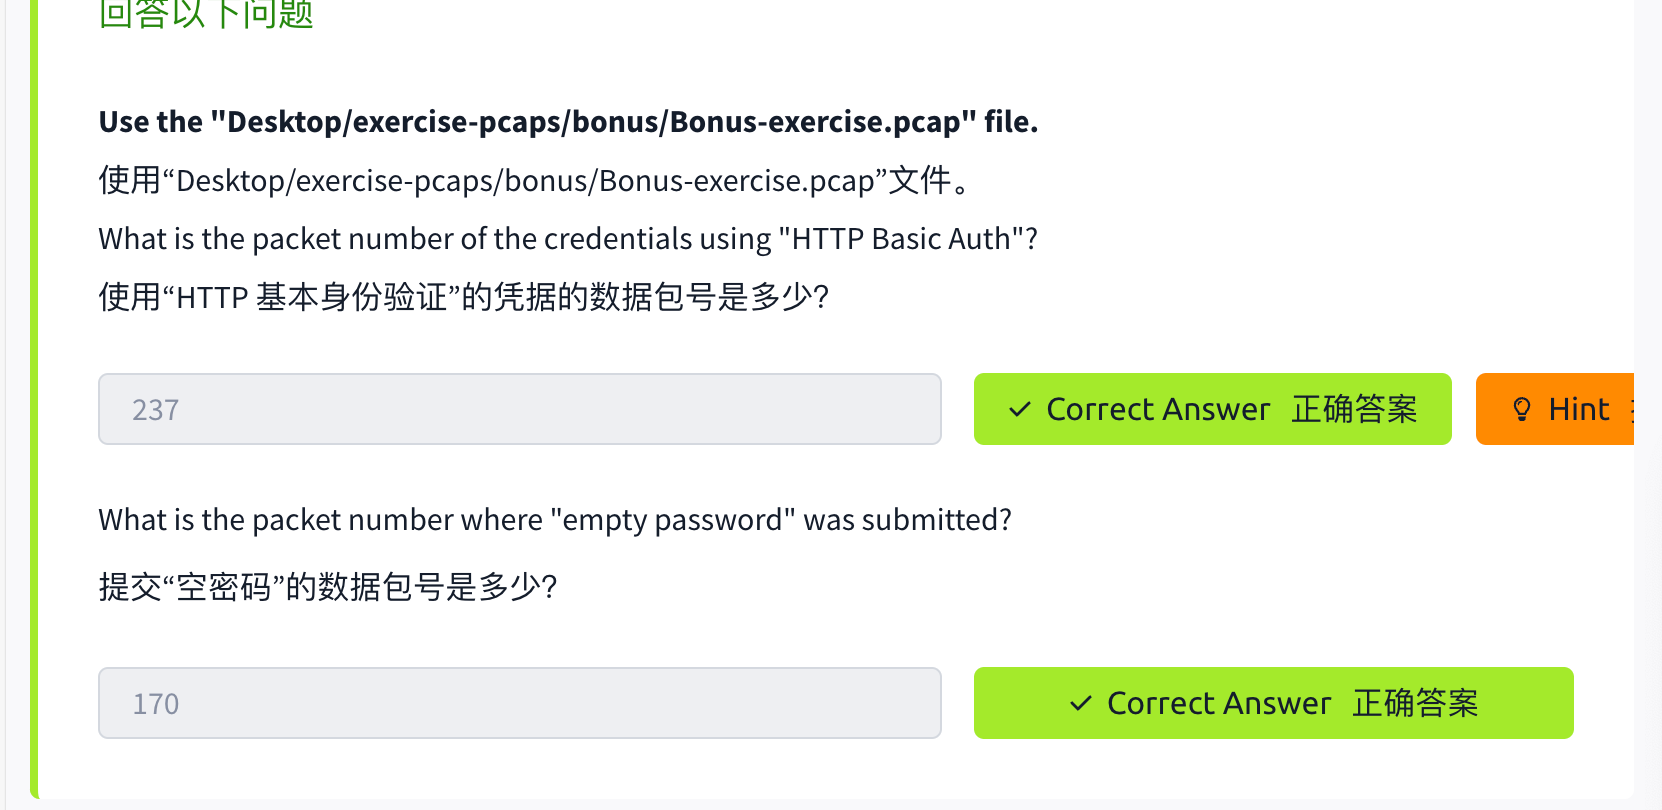 回答以下问题
Use the "Desktop/exercise-pcaps/bonus/Bonus-exercise.pcap" file.
使用“Desktop/exercise-pcaps/bonus/Bonus-exercise.pcap”文件。
What is the packet number of the credentials using "HTTP Basic Auth"?
使用“HTTP 基本身份验证”的凭据的数据包号是多少?
237
Correct Answer 正确答案
Hint
What is the packet number where "empty password" was submitted?
提交“空密码”的数据包号是多少?
170
Correct Answer 正确答案